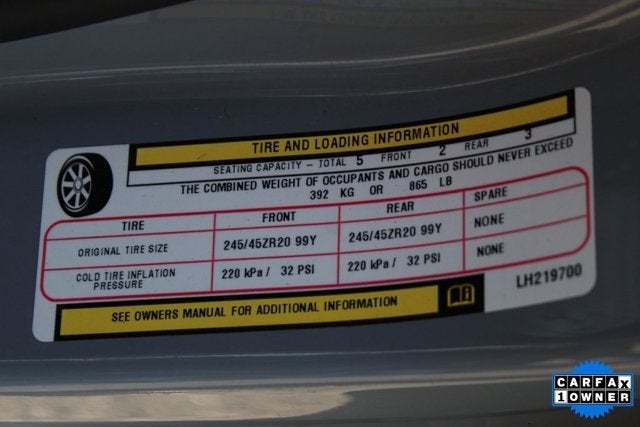 TIRE AND LOADING INFORMATION
SEATING CAPACITY - TOTAL 5 FRONT 2 REAR 3
THE COMBINED WEIGHT OF OCCUPANTS AND CARGO SHOULD NEVER EXCEED
392 KG OR 865 LB
TIRE FRONT REAR SPARE
ORIGINAL TIRE SIZE 245/45ZR20 99Y 245/45ZR20 99Y NONE
COLD TIRE INFLATION PRESSURE 220 kPa / 32 PSI 220 kPa / 32 PSI NONE
SEE OWNERS MANUAL FOR ADDITIONAL INFORMATION
LH219700
CARFAX
1 OWNER